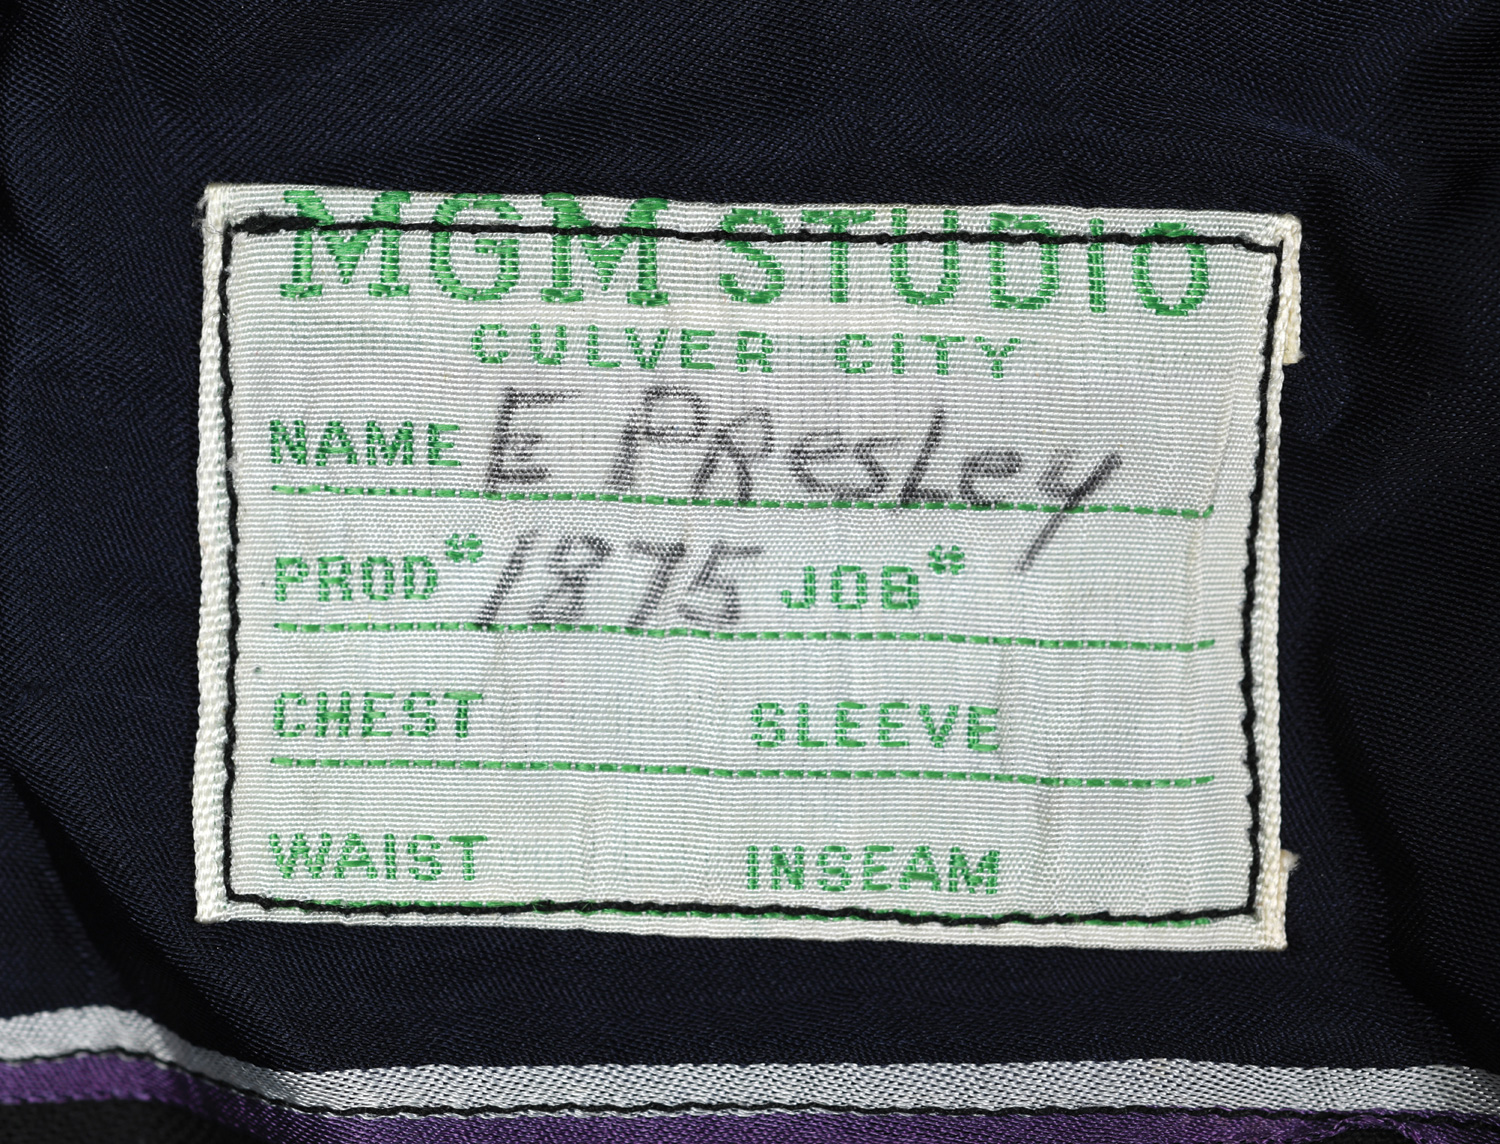 MGM STUDIO
CULVER CITY
NAME E PResLey
PROD# 1875 JOB#
CHEST SLEEVE
WAIST INSEAM